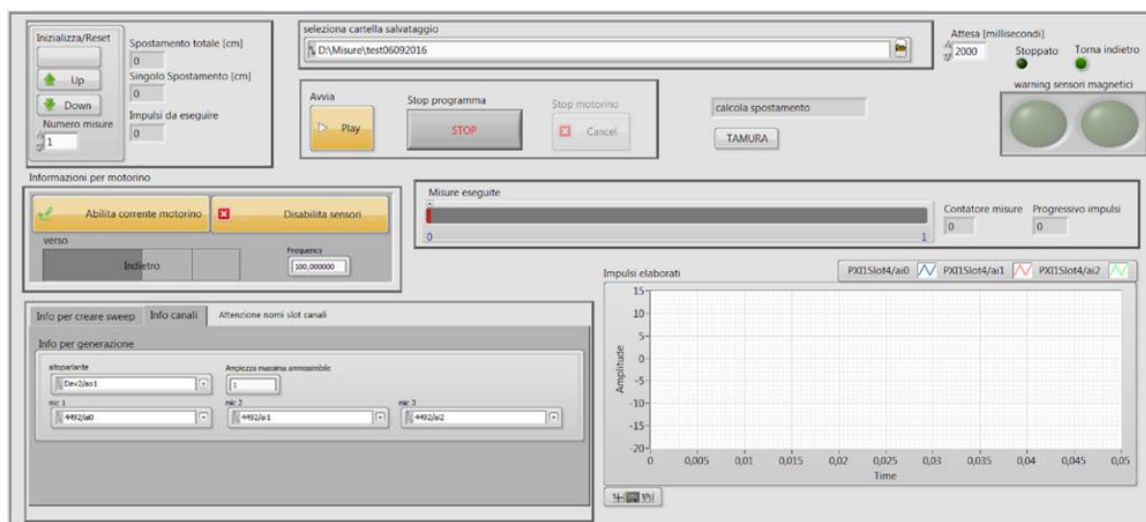 Inizializza/Reset
Up
Down
Numero misure
1
Spostamento totale [cm]
0
Singolo Spostamento [cm]
0
Impulsi da eseguire
0
seleziona cartella salvataggio
D:\Misure\test06092016
Attesa [millisecondi]
2000
Stoppato
Torna indietro
warning sensori magnetici
Avvia
Play
Stop programma
STOP
Stop motorino
Cancel
calcola spostamento
TAMURA
Informazioni per motorino
Abilita corrente motorino
Disabilita sensori
verso
Indietro
Frequency
100,000000
Misure eseguite
0
1
Contatore misure
0
Progressivo impulsi
0
Info per creare sweep
Info canali
Attenzione nomi slot canali
Info per generazione
altoparlante
Dev2/ao1
Ampiezza massima ammissibile
1
mic 1
4492/ai0
mic 2
4492/ai1
mic 3
4492/ai2
Impulsi elaborati
PXI1Slot4/ai0
PXI1Slot4/ai1
PXI1Slot4/ai2
Amplitude
15
10
5
0
-5
-10
-15
-20
0 0,005 0,01 0,015 0,02 0,025 0,03 0,035 0,04 0,045 0,05
Time